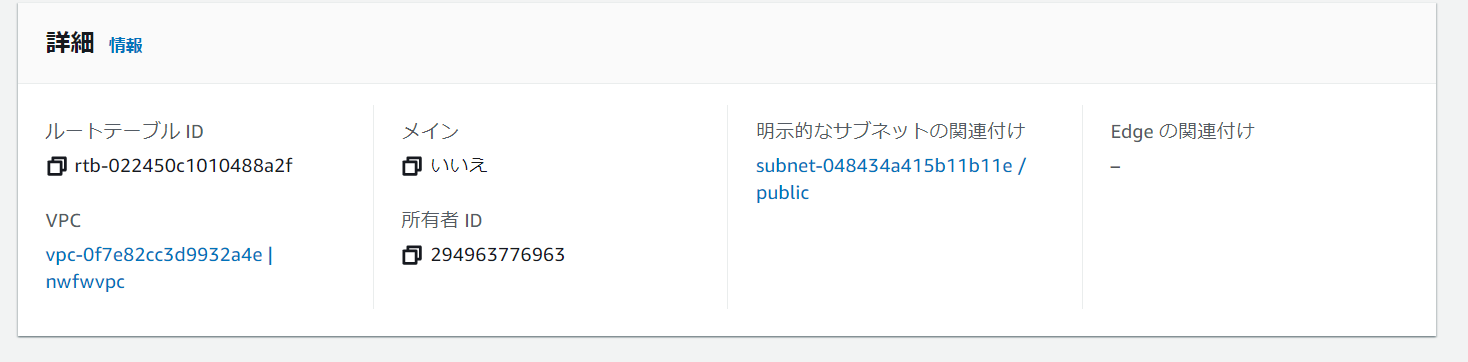 詳細 情報
ルートテーブル ID
rtb-022450c1010488a2f
VPC
vpc-0f7e82cc3d9932a4e |
nwfwvpc
メイン
いいえ
所有者 ID
294963776963
明示的なサブネットの関連付け
subnet-048434a415b11b11e /
public
Edge の関連付け
–